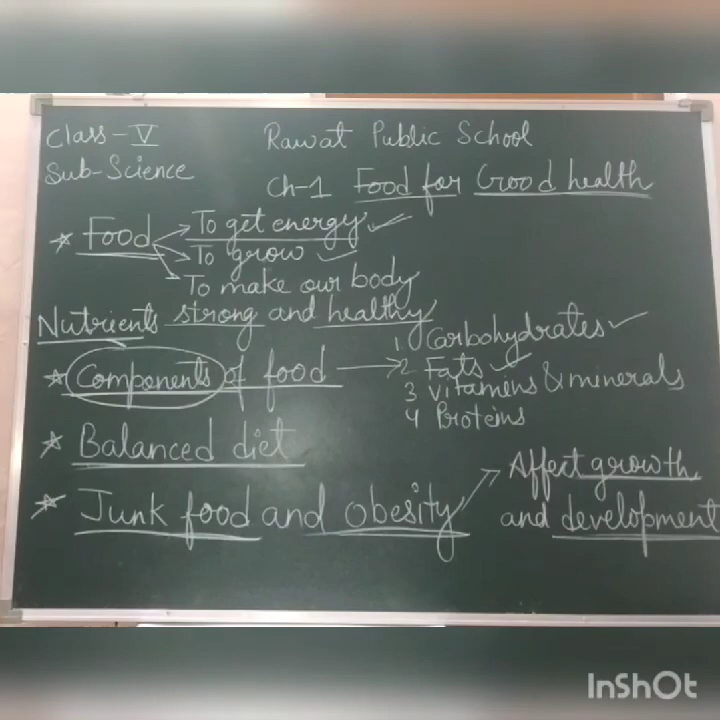 Class-V
Rawat Public School
Sub-Science
Ch-1 Food for Good health
* Food
To get energy
To grow
To make our body
strong and healthy
Nutrients
* Components of food
1 Carbohydrates
2 Fats
3 Vitamins & minerals
4 Proteins
* Balanced diet
* Junk food and obesity
Affect growth
and development
InShOt